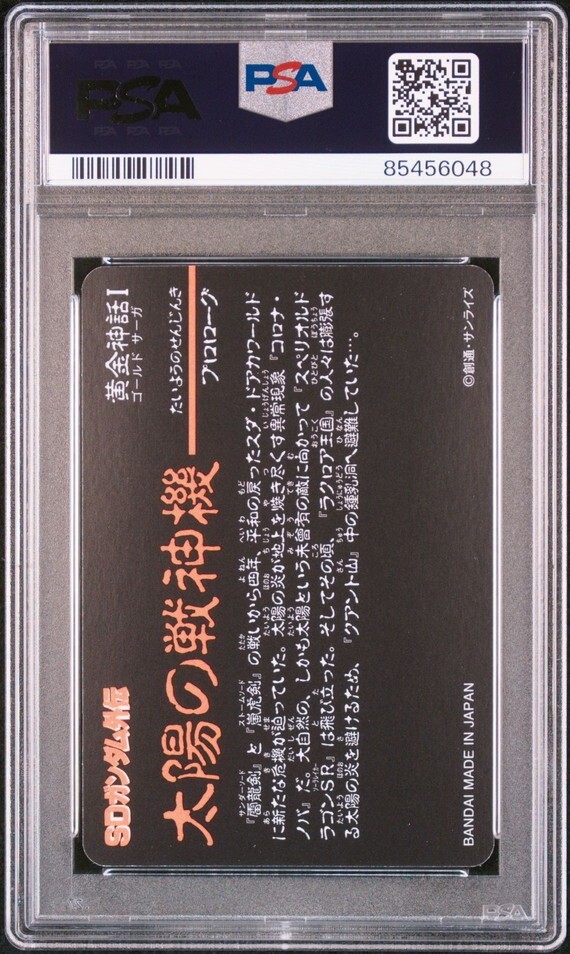 PSA
PSA
85456048
SDガンダム外伝
黄金神話Ⅰ
ゴールド サーガ
太陽の戦神機
たいようのせんじんき
プロローグ
『雷龍剣』と『嵐虎剣』の戦いから四年、平和の戻ったスダ・ドアカワールド
に新たな危機が迫っていた。太陽の炎が地上を焼き尽くす異常現象『コロナ・
ノバ』だ。大自然の、しかも太陽という未曾有の敵に向かって『スペリオルド
ラゴンSR』は飛び立った。そしてその頃、『ラクロア王国』の人々は膨張す
る太陽の炎を避けるため、『クアント山』中の鍾乳洞へ避難していた…。
BANDAI MADE IN JAPAN
©創通・サンライズ
PSA